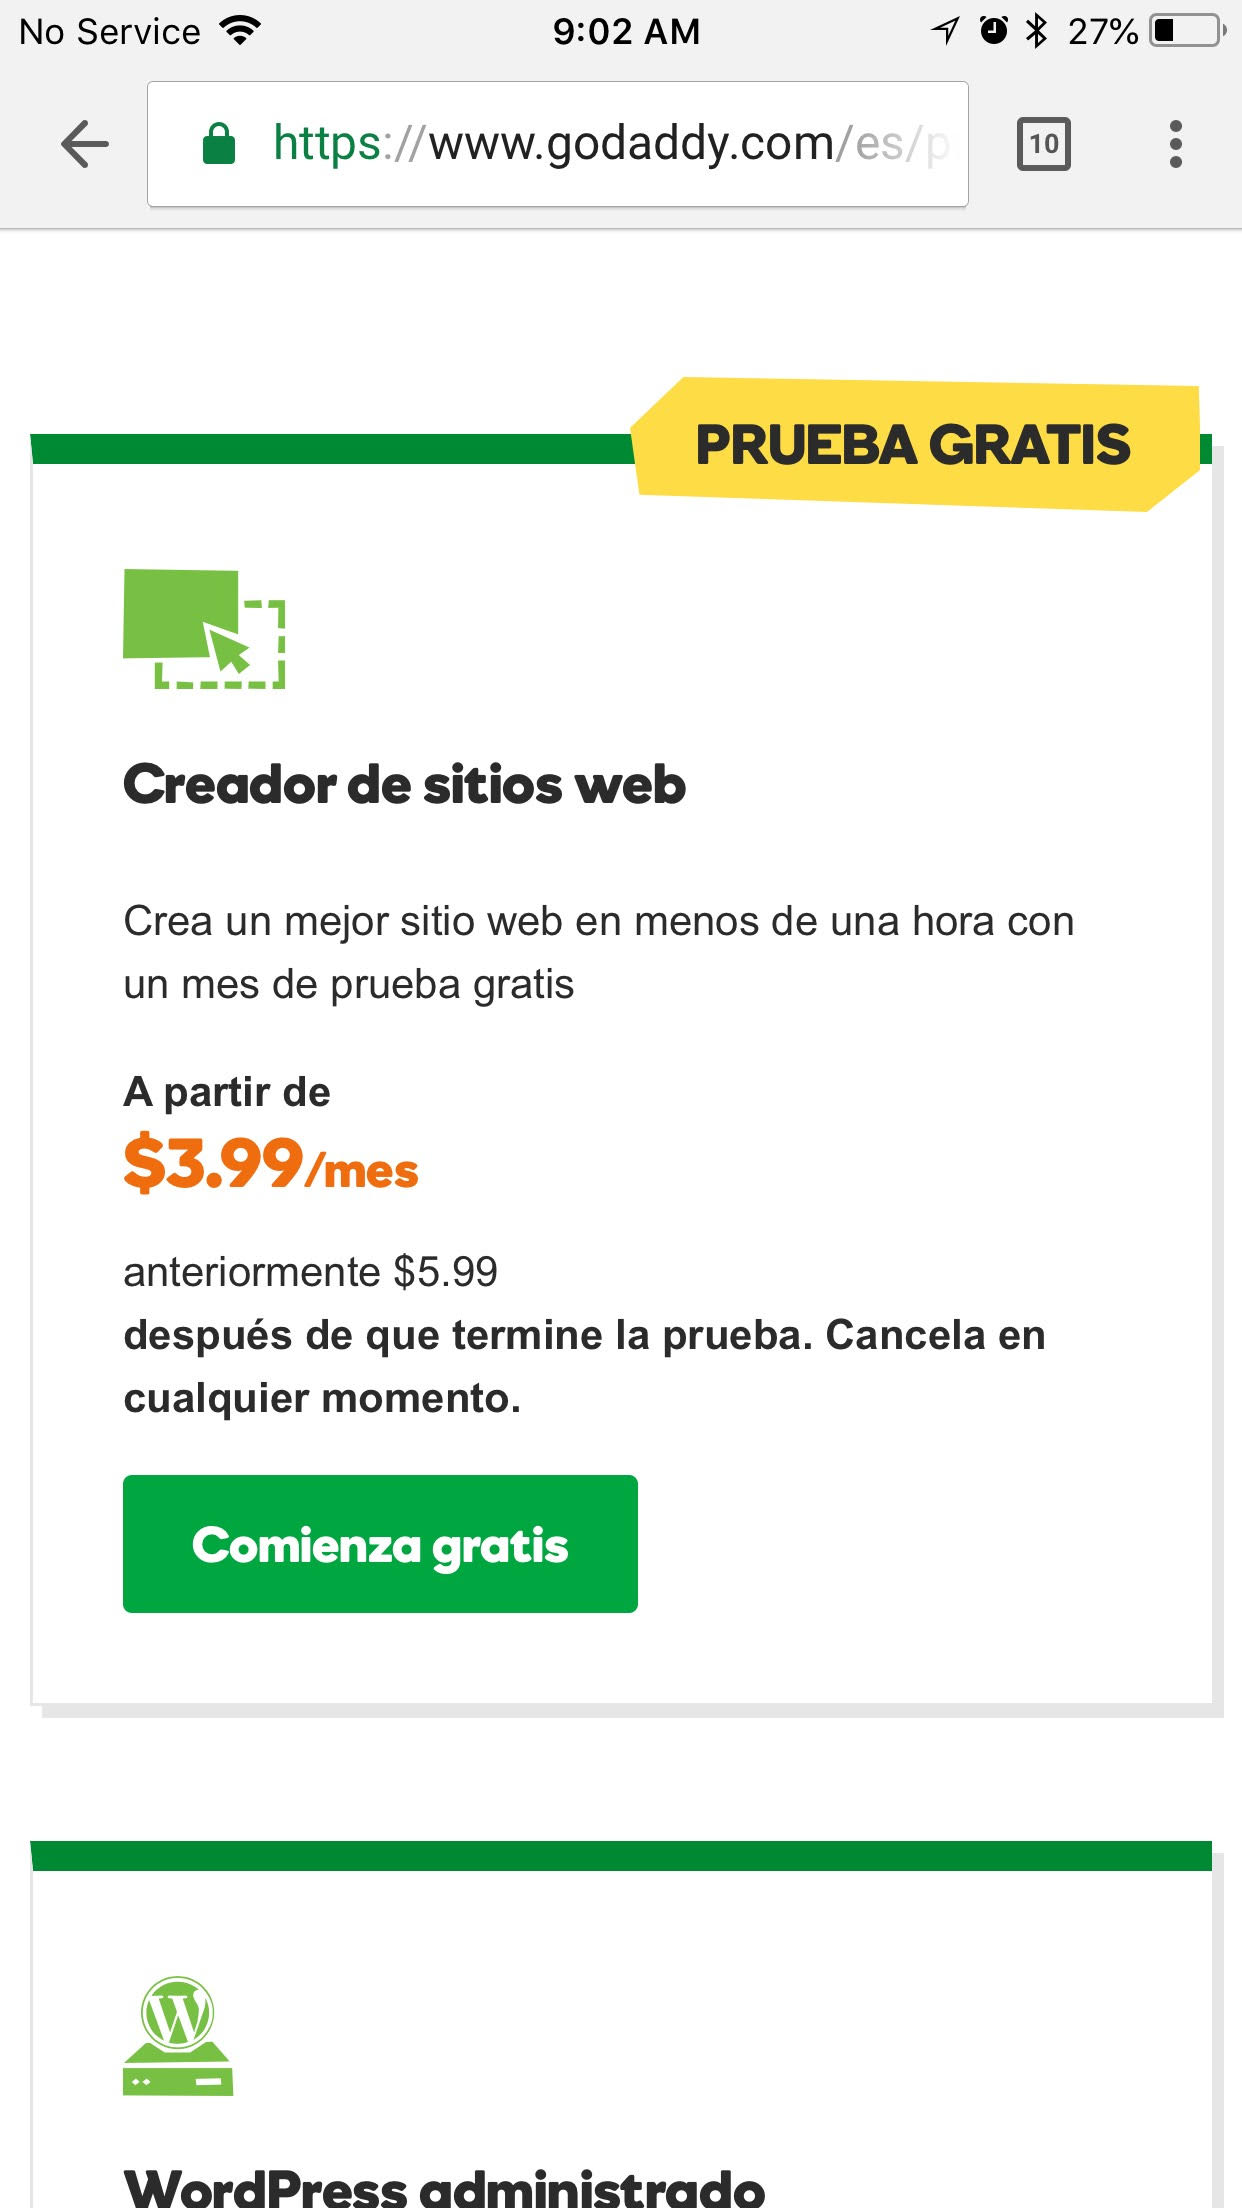 No Service
9:02 AM
27%
https://www.godaddy.com/es/p
10
PRUEBA GRATIS
Creador de sitios web
Crea un mejor sitio web en menos de una hora con
un mes de prueba gratis
A partir de
$3.99/mes
anteriormente $5.99
después de que termine la prueba. Cancela en
cualquier momento.
Comienza gratis
WordPress administrado